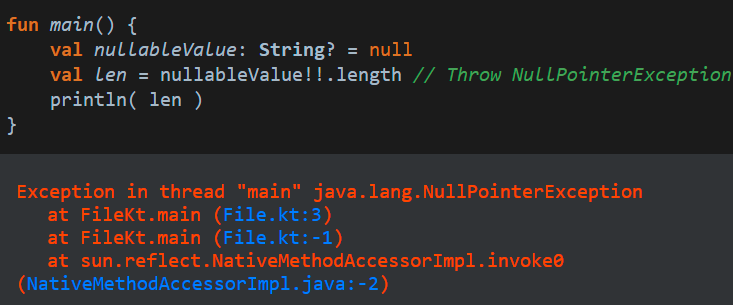 fun main() {
val nullableValue: String? = null
val len = nullableValue!!.length // Throw NullPointerException
println( len )
}
Exception in thread "main" java.lang.NullPointerException
at FileKt.main (File.kt:3)
at FileKt.main (File.kt:-1)
at sun.reflect.NativeMethodAccessorImpl.invoke0
(NativeMethodAccessorImpl.java:-2)